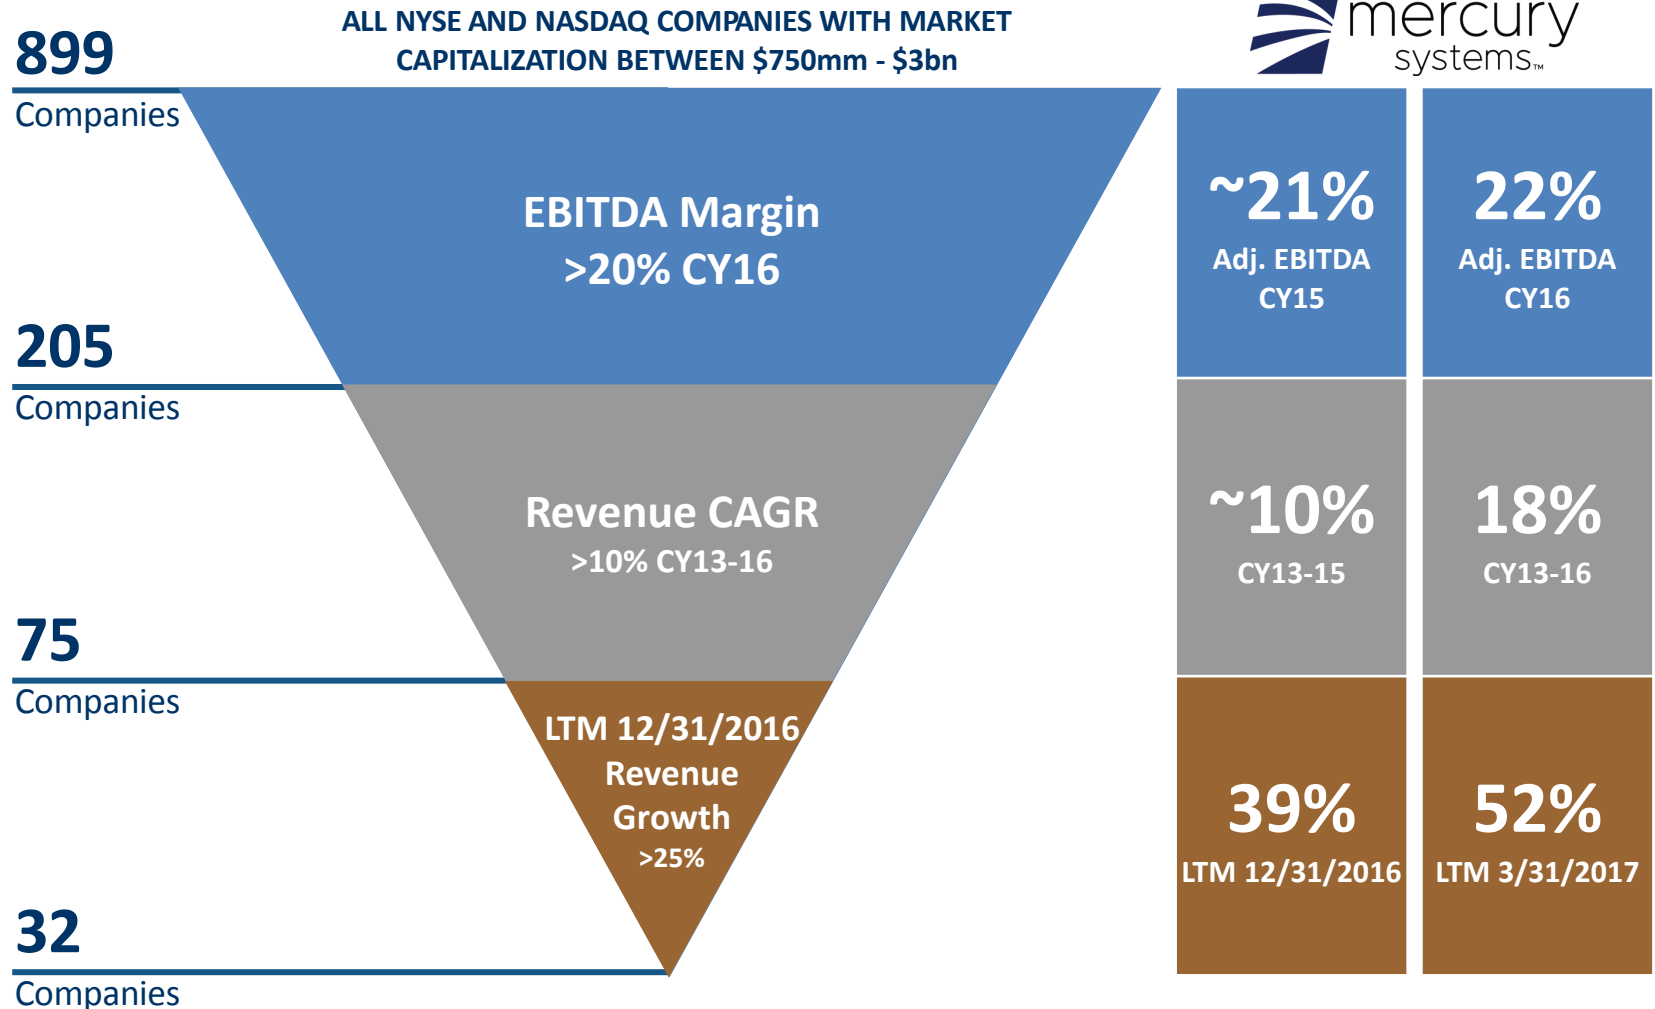 ALL NYSE AND NASDAQ COMPANIES WITH MARKET
CAPITALIZATION BETWEEN $750mm - $3bn
mercury
systems™
899
Companies
EBITDA Margin
>20% CY16
~21%
Adj. EBITDA
CY15
22%
Adj. EBITDA
CY16
205
Companies
Revenue CAGR
>10% CY13-16
~10%
CY13-15
18%
CY13-16
75
Companies
LTM 12/31/2016
Revenue
Growth
>25%
39%
LTM 12/31/2016
52%
LTM 3/31/2017
32
Companies